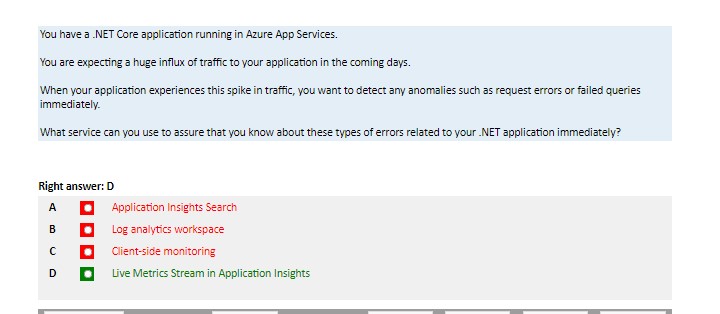 You have a .NET Core application running in Azure App Services.
You are expecting a huge influx of traffic to your application in the coming days.
When your application experiences this spike in traffic, you want to detect any anomalies such as request errors or failed queries
immediately.
What service can you use to assure that you know about these types of errors related to your .NET application immediately?
Right answer: D
A Application Insights Search
B Log analytics workspace
C Client-side monitoring
D Live Metrics Stream in Application Insights